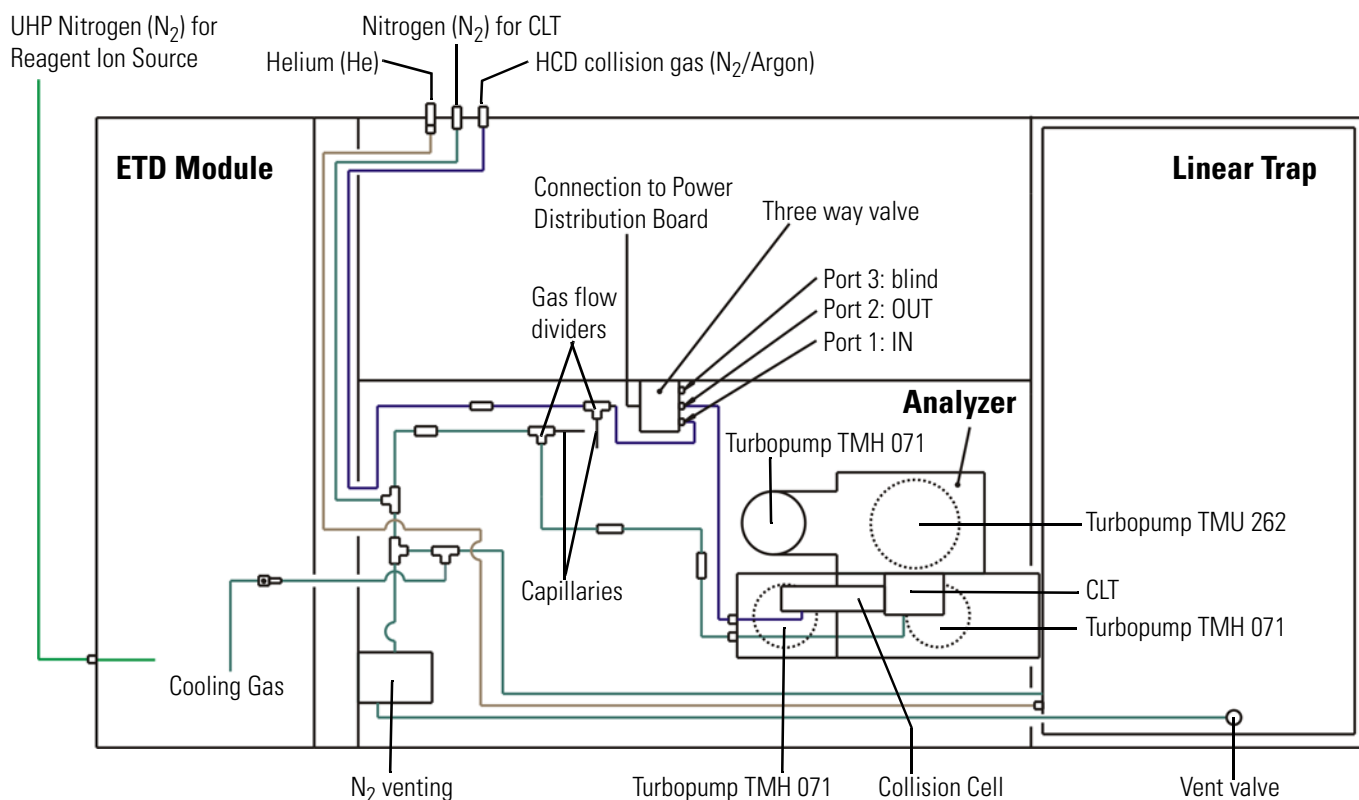 UHP Nitrogen (N2) for
Reagent Ion Source
Nitrogen (N2) for CLT
Helium (He)
HCD collision gas (N2/Argon)
ETD Module
Linear Trap
Connection to Power
Distribution Board
Three way valve
Port 3: blind
Port 2: OUT
Port 1: IN
Gas flow
dividers
Analyzer
Turbopump TMH 071
Turbopump TMU 262
Capillaries
CLT
Turbopump TMH 071
Cooling Gas
N2 venting
Turbopump TMH 071
Collision Cell
Vent valve